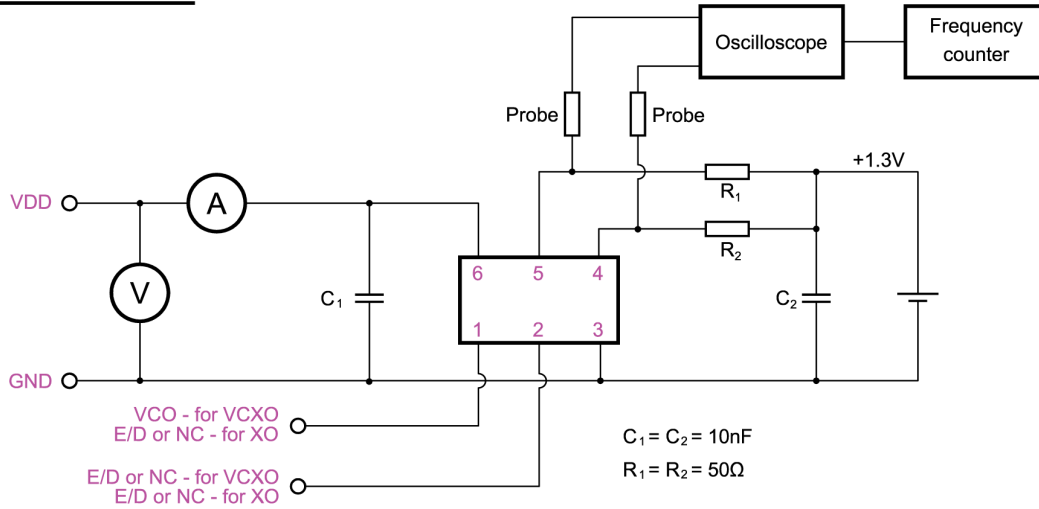 Oscilloscope
Frequency
counter
Probe
Probe
+1.3V
R₁
VDD
A
R₂
6 5 4
V
C₁
C₂
1 2 3
GND
VCO - for VCXO
E/D or NC - for XO
C₁ = C₂ = 10nF
R₁ = R₂ = 50Ω
E/D or NC - for VCXO
E/D or NC - for XO